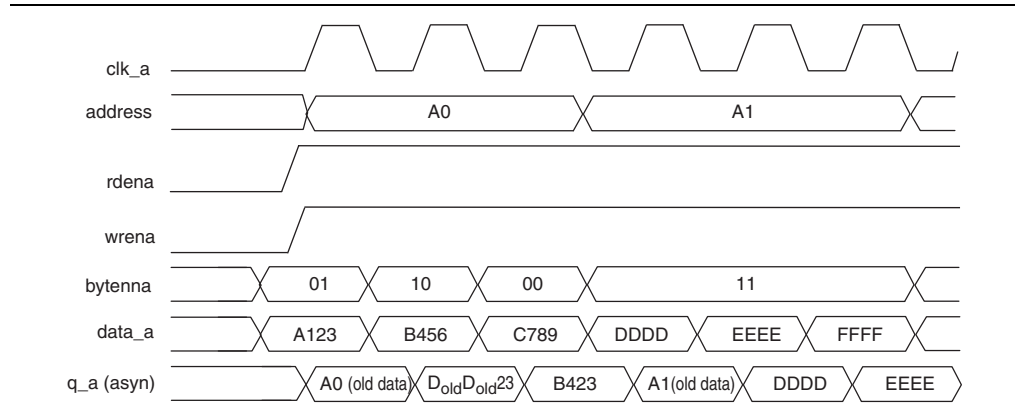 clk_a
address A0 A1
rdena
wrena
bytenna 01 10 00 11
data_a A123 B456 C789 DDDD EEEE FFFF
q_a (asyn) A0 (old data) DoldDold23 B423 A1(old data) DDDD EEEE